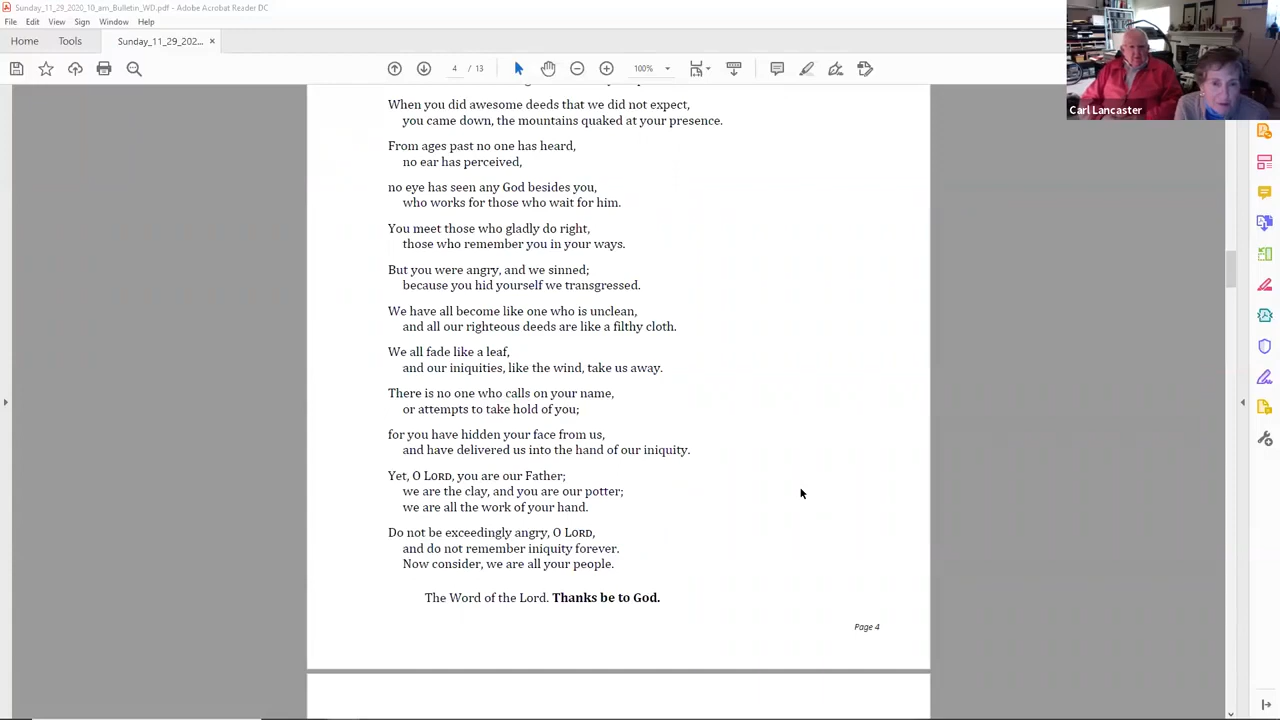 Sunday_11_29_2020_10_am_Bulletin_WD.pdf - Adobe Acrobat Reader DC
File Edit View Sign Window Help
Home Tools Sunday_11_29_202... ×
13 100%
Carl Lancaster
When you did awesome deeds that we did not expect,
came down, the mountains quaked at your presence.
From ages past no one has heard,
no ear has perceived,
no eye has seen any God besides you,
who works for those who wait for him.
You meet those who gladly do right,
those who remember you in your ways.
But you were angry, and we sinned;
because you hid yourself we transgressed.
We have all become like one who is unclean,
and all our righteous deeds are like a filthy cloth.
We all fade like a leaf,
and our iniquities, like the wind, take us away.
There is no one who calls on your name,
or attempts to take hold of you;
for you have hidden your face from us,
and have delivered us into the hand of our iniquity.
Yet, O LORD, you are our Father;
we are the clay, and you are our potter;
we are all the work of your hand.
Do not be exceedingly angry, O LORD,
and do not remember iniquity forever.
Now consider, we are all your people.
The Word of the Lord. Thanks be to God.
Page 4